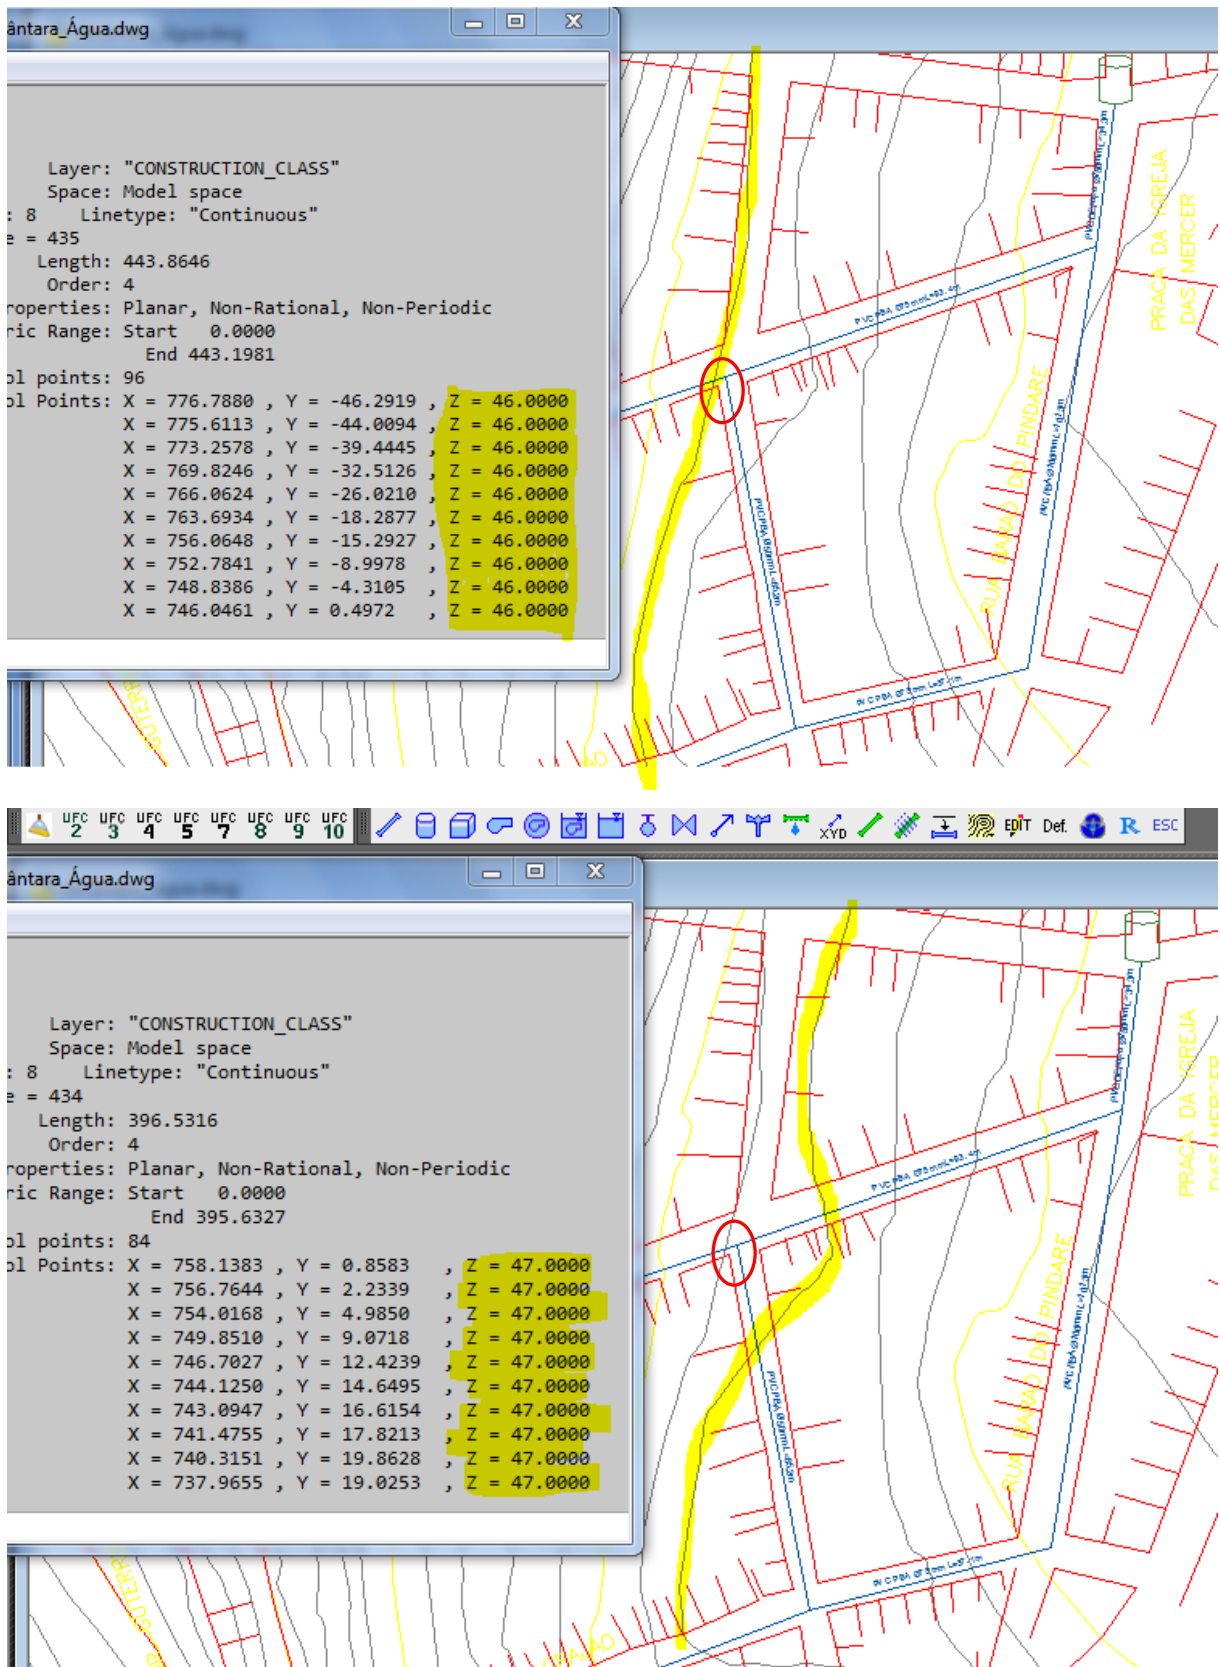 ântara_Água.dwg
Layer: "CONSTRUCTION_CLASS"
Space: Model space
: 8 Linetype: "Continuous"
e = 435
Length: 443.8646
Order: 4
roperties: Planar, Non-Rational, Non-Periodic
ric Range: Start 0.0000
End 443.1981
ol points: 96
ol Points: X = 776.7880 , Y = -46.2919 , Z = 46.0000
X = 775.6113 , Y = -44.0094 , Z = 46.0000
X = 773.2578 , Y = -39.4445 , Z = 46.0000
X = 769.8246 , Y = -32.5126 , Z = 46.0000
X = 766.0624 , Y = -26.0210 , Z = 46.0000
X = 763.6934 , Y = -18.2877 , Z = 46.0000
X = 756.0648 , Y = -15.2927 , Z = 46.0000
X = 752.7841 , Y = -8.9978 , Z = 46.0000
X = 748.8386 , Y = -4.3105 , Z = 46.0000
X = 746.0461 , Y = 0.4972 , Z = 46.0000
PRACA DA IGREJA
DAS MERCER
RUA BARAO DO PINDARE
UFC 2 UFC 3 UFC 4 UFC 5 UFC 7 UFC 8 UFC 9 UFC 10 XYD EDIT Def. R ESC
ântara_Água.dwg
Layer: "CONSTRUCTION_CLASS"
Space: Model space
: 8 Linetype: "Continuous"
e = 434
Length: 396.5316
Order: 4
roperties: Planar, Non-Rational, Non-Periodic
ric Range: Start 0.0000
End 395.6327
ol points: 84
ol Points: X = 758.1383 , Y = 0.8583 , Z = 47.0000
X = 756.7644 , Y = 2.2339 , Z = 47.0000
X = 754.0168 , Y = 4.9850 , Z = 47.0000
X = 749.8510 , Y = 9.0718 , Z = 47.0000
X = 746.7027 , Y = 12.4239 , Z = 47.0000
X = 744.1250 , Y = 14.6495 , Z = 47.0000
X = 743.0947 , Y = 16.6154 , Z = 47.0000
X = 741.4755 , Y = 17.8213 , Z = 47.0000
X = 740.3151 , Y = 19.8628 , Z = 47.0000
X = 737.9655 , Y = 19.0253 , Z = 47.0000
PRACA DA IGREJA
DAS MERCER
RUA BARAO DO PINDARE